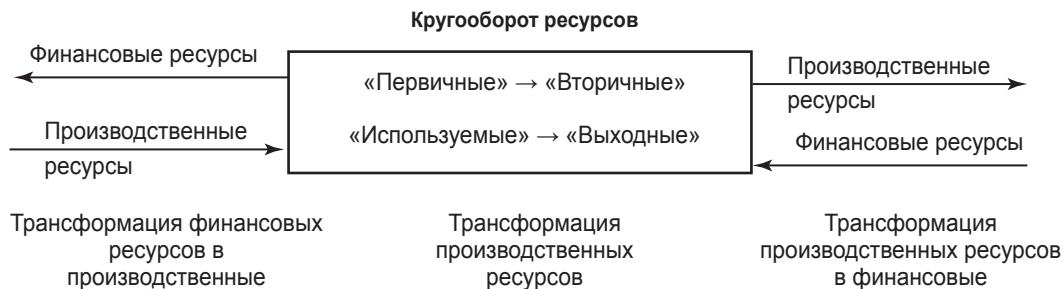 Кругооборот ресурсов
Финансовые ресурсы
Производственные
ресурсы
«Первичные» → «Вторичные»
«Используемые» → «Выходные»
Производственные
ресурсы
Финансовые ресурсы
Трансформация финансовых
ресурсов в
производственные
Трансформация
производственных
ресурсов
Трансформация
производственных ресурсов
в финансовые